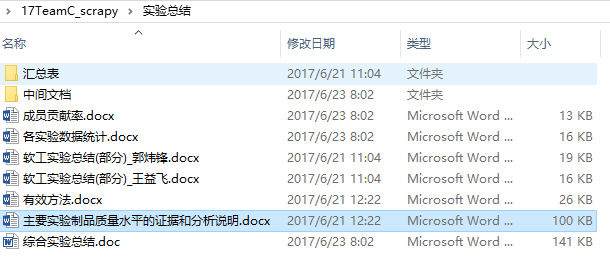 17TeamC_scrapy > 实验总结
名称 修改日期 类型 大小
汇总表 2017/6/21 11:04 文件夹
中间文档 2017/6/23 8:02 文件夹
成员贡献率.docx 2017/6/23 8:02 Microsoft Word ... 13 KB
各实验数据统计.docx 2017/6/23 8:02 Microsoft Word ... 16 KB
软工实验总结(部分)_郭炜锋.docx 2017/6/21 11:04 Microsoft Word ... 19 KB
软工实验总结(部分)_王益飞.docx 2017/6/21 11:04 Microsoft Word ... 16 KB
有效方法.docx 2017/6/21 12:22 Microsoft Word ... 26 KB
主要实验制品质量水平的证据和分析说明.docx 2017/6/21 12:22 Microsoft Word ... 100 KB
综合实验总结.doc 2017/6/23 8:02 Microsoft Word ... 141 KB